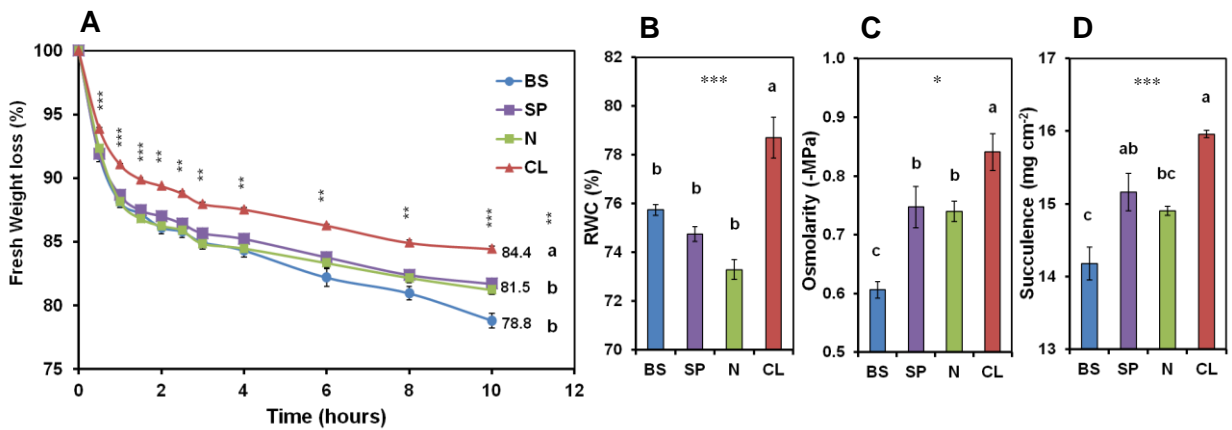 A
Fresh Weight loss (%)
100
95
90
85
80
75
0
2
4
6
8
10
12
Time (hours)
***
***
***
**
**
**
**
**
**
***
**
BS
SP
N
CL
84.4 a
81.5 b
78.8 b
B
RWC (%)
82
80
78
76
74
72
70
***
b
b
b
a
BS SP N CL
C
Osmolarity (-MPa)
1.0
0.9
0.8
0.7
0.6
0.5
*
c
b
b
a
BS SP N CL
D
Succulence (mg cm-2)
17
16
15
14
13
***
c
ab
bc
a
BS SP N CL